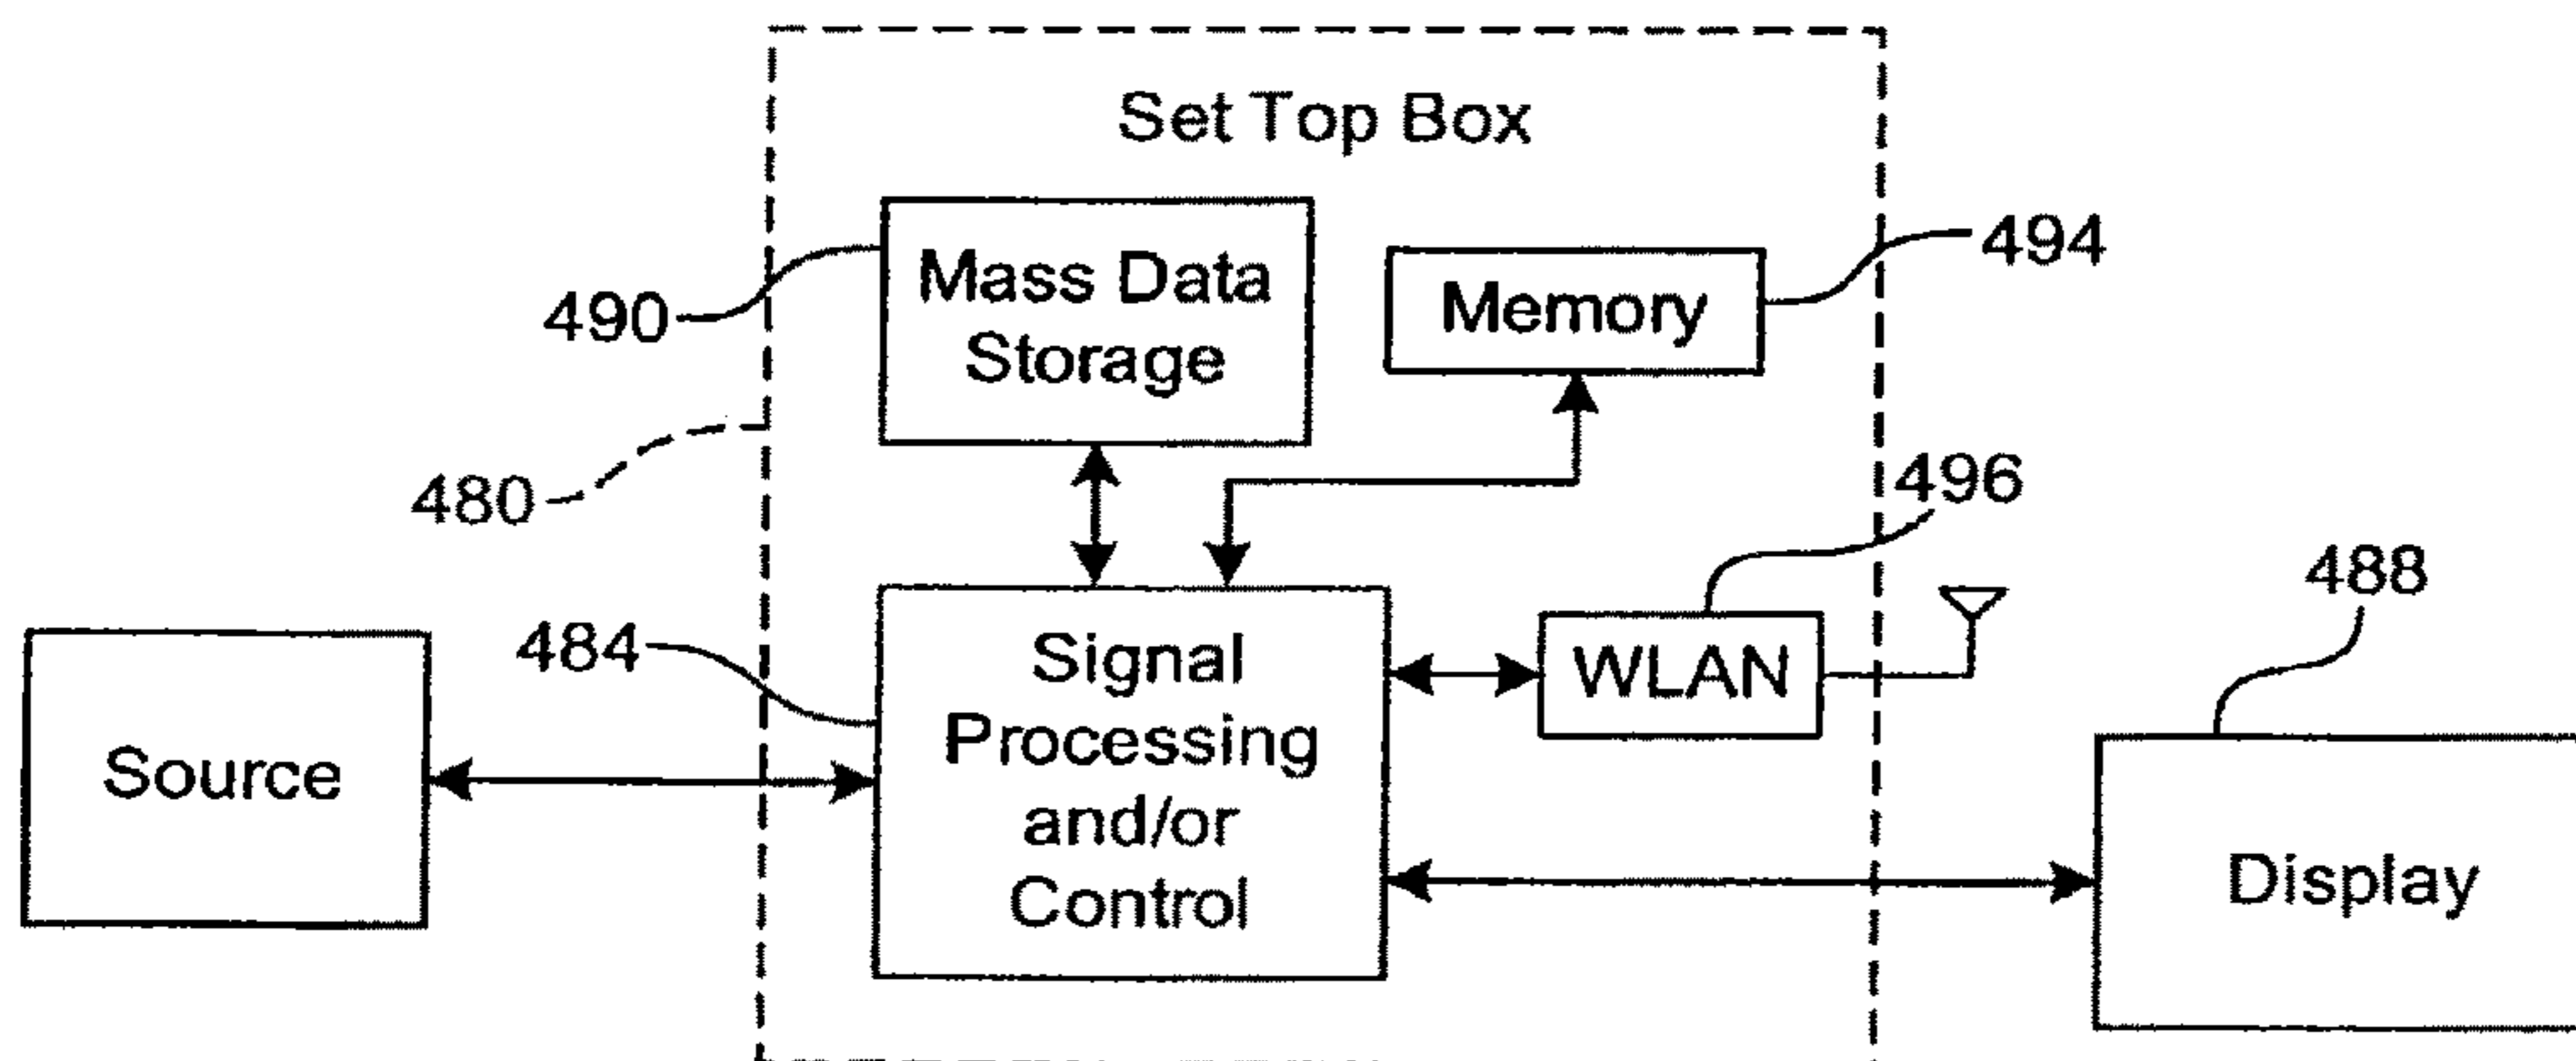 Set Top Box
490
Mass Data
Storage
Memory
494
480
496
488
484
Source
Signal
Processing
and/or
Control
WLAN
Display